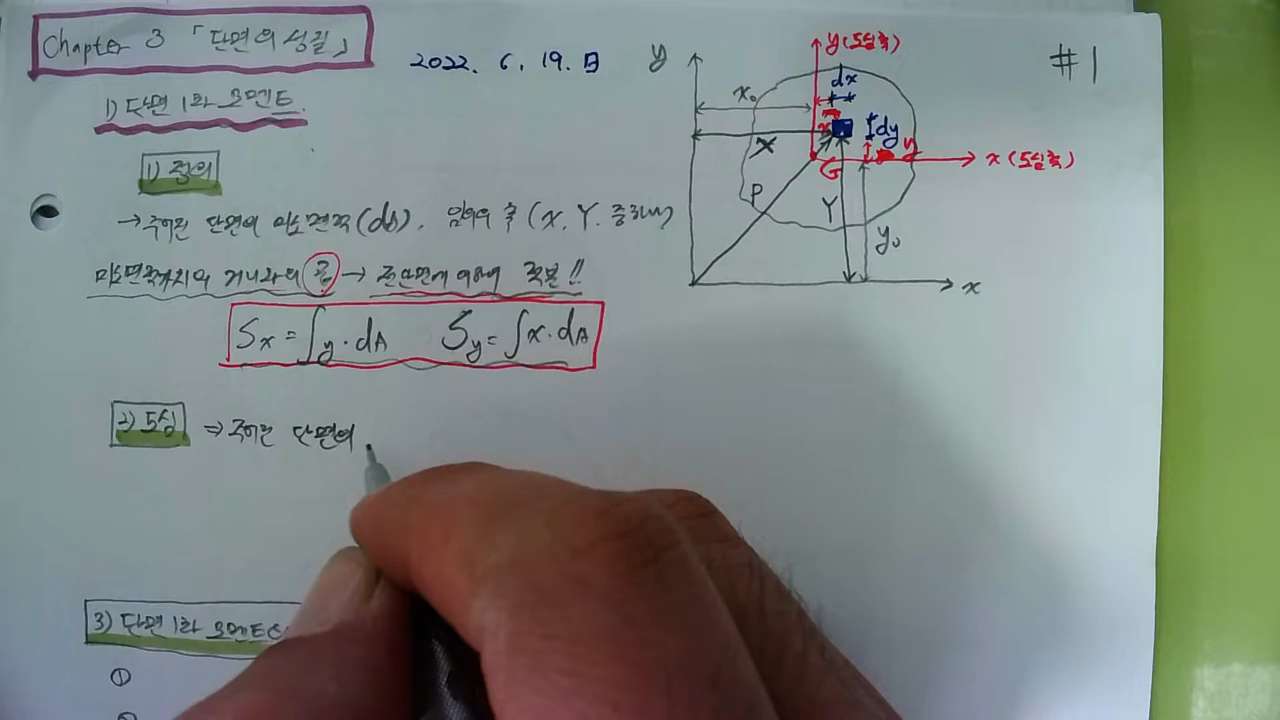 Chapter 3 「단면의 성질」
2022. 6. 19. 日
#1
1) 단면 1차 모멘트.
1) 정의
→ 주어진 단면의 미소면적(dA), 임의의 축 (X, Y.
미소면적까지의 거리와의 곱 → 전단면에 대하여 적분!!
Sx = ∫y·dA Sy = ∫x·dA
2) 도심 ⇒ 주어진 단면의
3) 단면 1차 모멘트(
①
y
y(도심축)
dx
x₀
dy
x
y
X
G
x(도심축)
P
Y
y₀
x